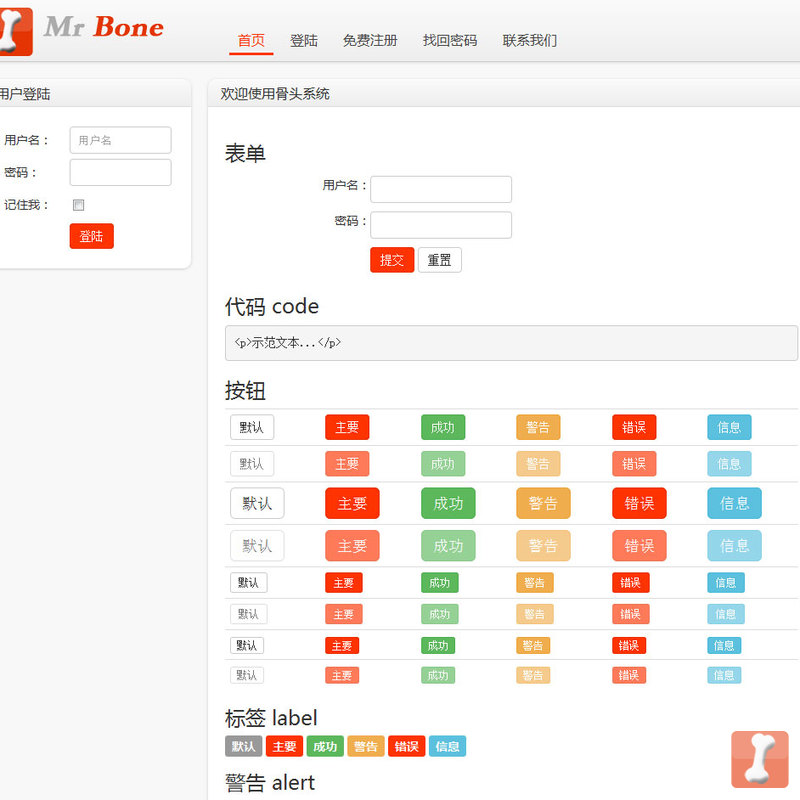 Mr Bone
首页 登陆 免费注册 找回密码 联系我们
用户登陆
用户名：
用户名
密码：
记住我：
登陆
欢迎使用骨头系统
表单
用户名：
密码：
提交 重置
代码 code
<p>示范文本...</p>
按钮
默认 主要 成功 警告 错误 信息
默认 主要 成功 警告 错误 信息
默认 主要 成功 警告 错误 信息
默认 主要 成功 警告 错误 信息
默认 主要 成功 警告 错误 信息
默认 主要 成功 警告 错误 信息
默认 主要 成功 警告 错误 信息
默认 主要 成功 警告 错误 信息
标签 label
默认 主要 成功 警告 错误 信息
警告 alert